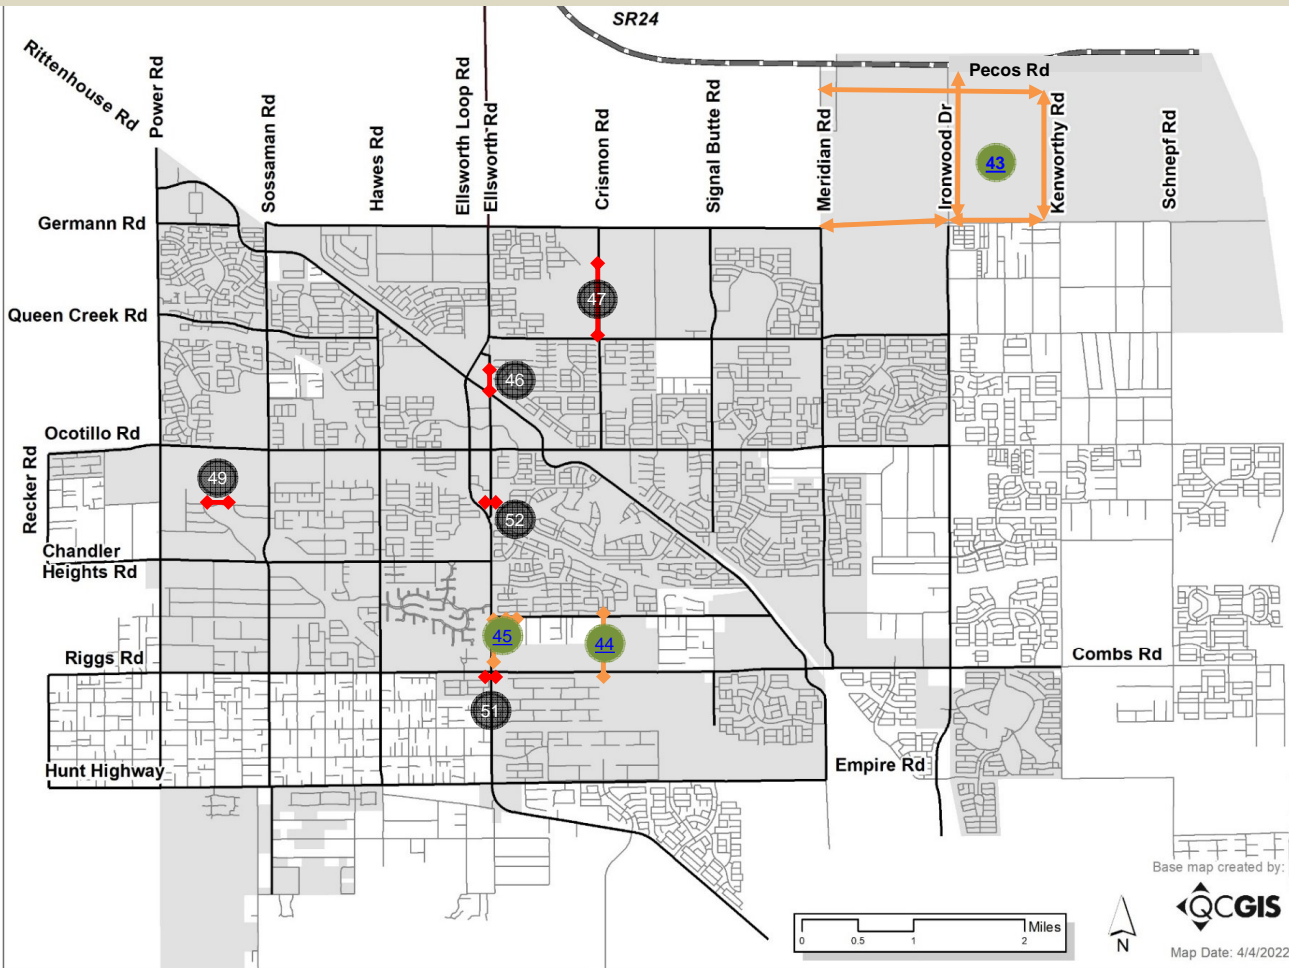 SR24
Rittenhouse Rd
Power Rd
Sossaman Rd
Hawes Rd
Ellsworth Loop Rd
Ellsworth Rd
Crismon Rd
Signal Butte Rd
Meridian Rd
Ironwood Dr
Pecos Rd
Kenworthy Rd
Schnepf Rd
43
Germann Rd
47
Queen Creek Rd
46
Ocotillo Rd
Recker Rd
49
52
Chandler
Heights Rd
45
44
Riggs Rd
Combs Rd
51
Hunt Highway
Empire Rd
Base map created by:
QCGIS
Miles
0 0.5 1 2
N
Map Date: 4/4/2022